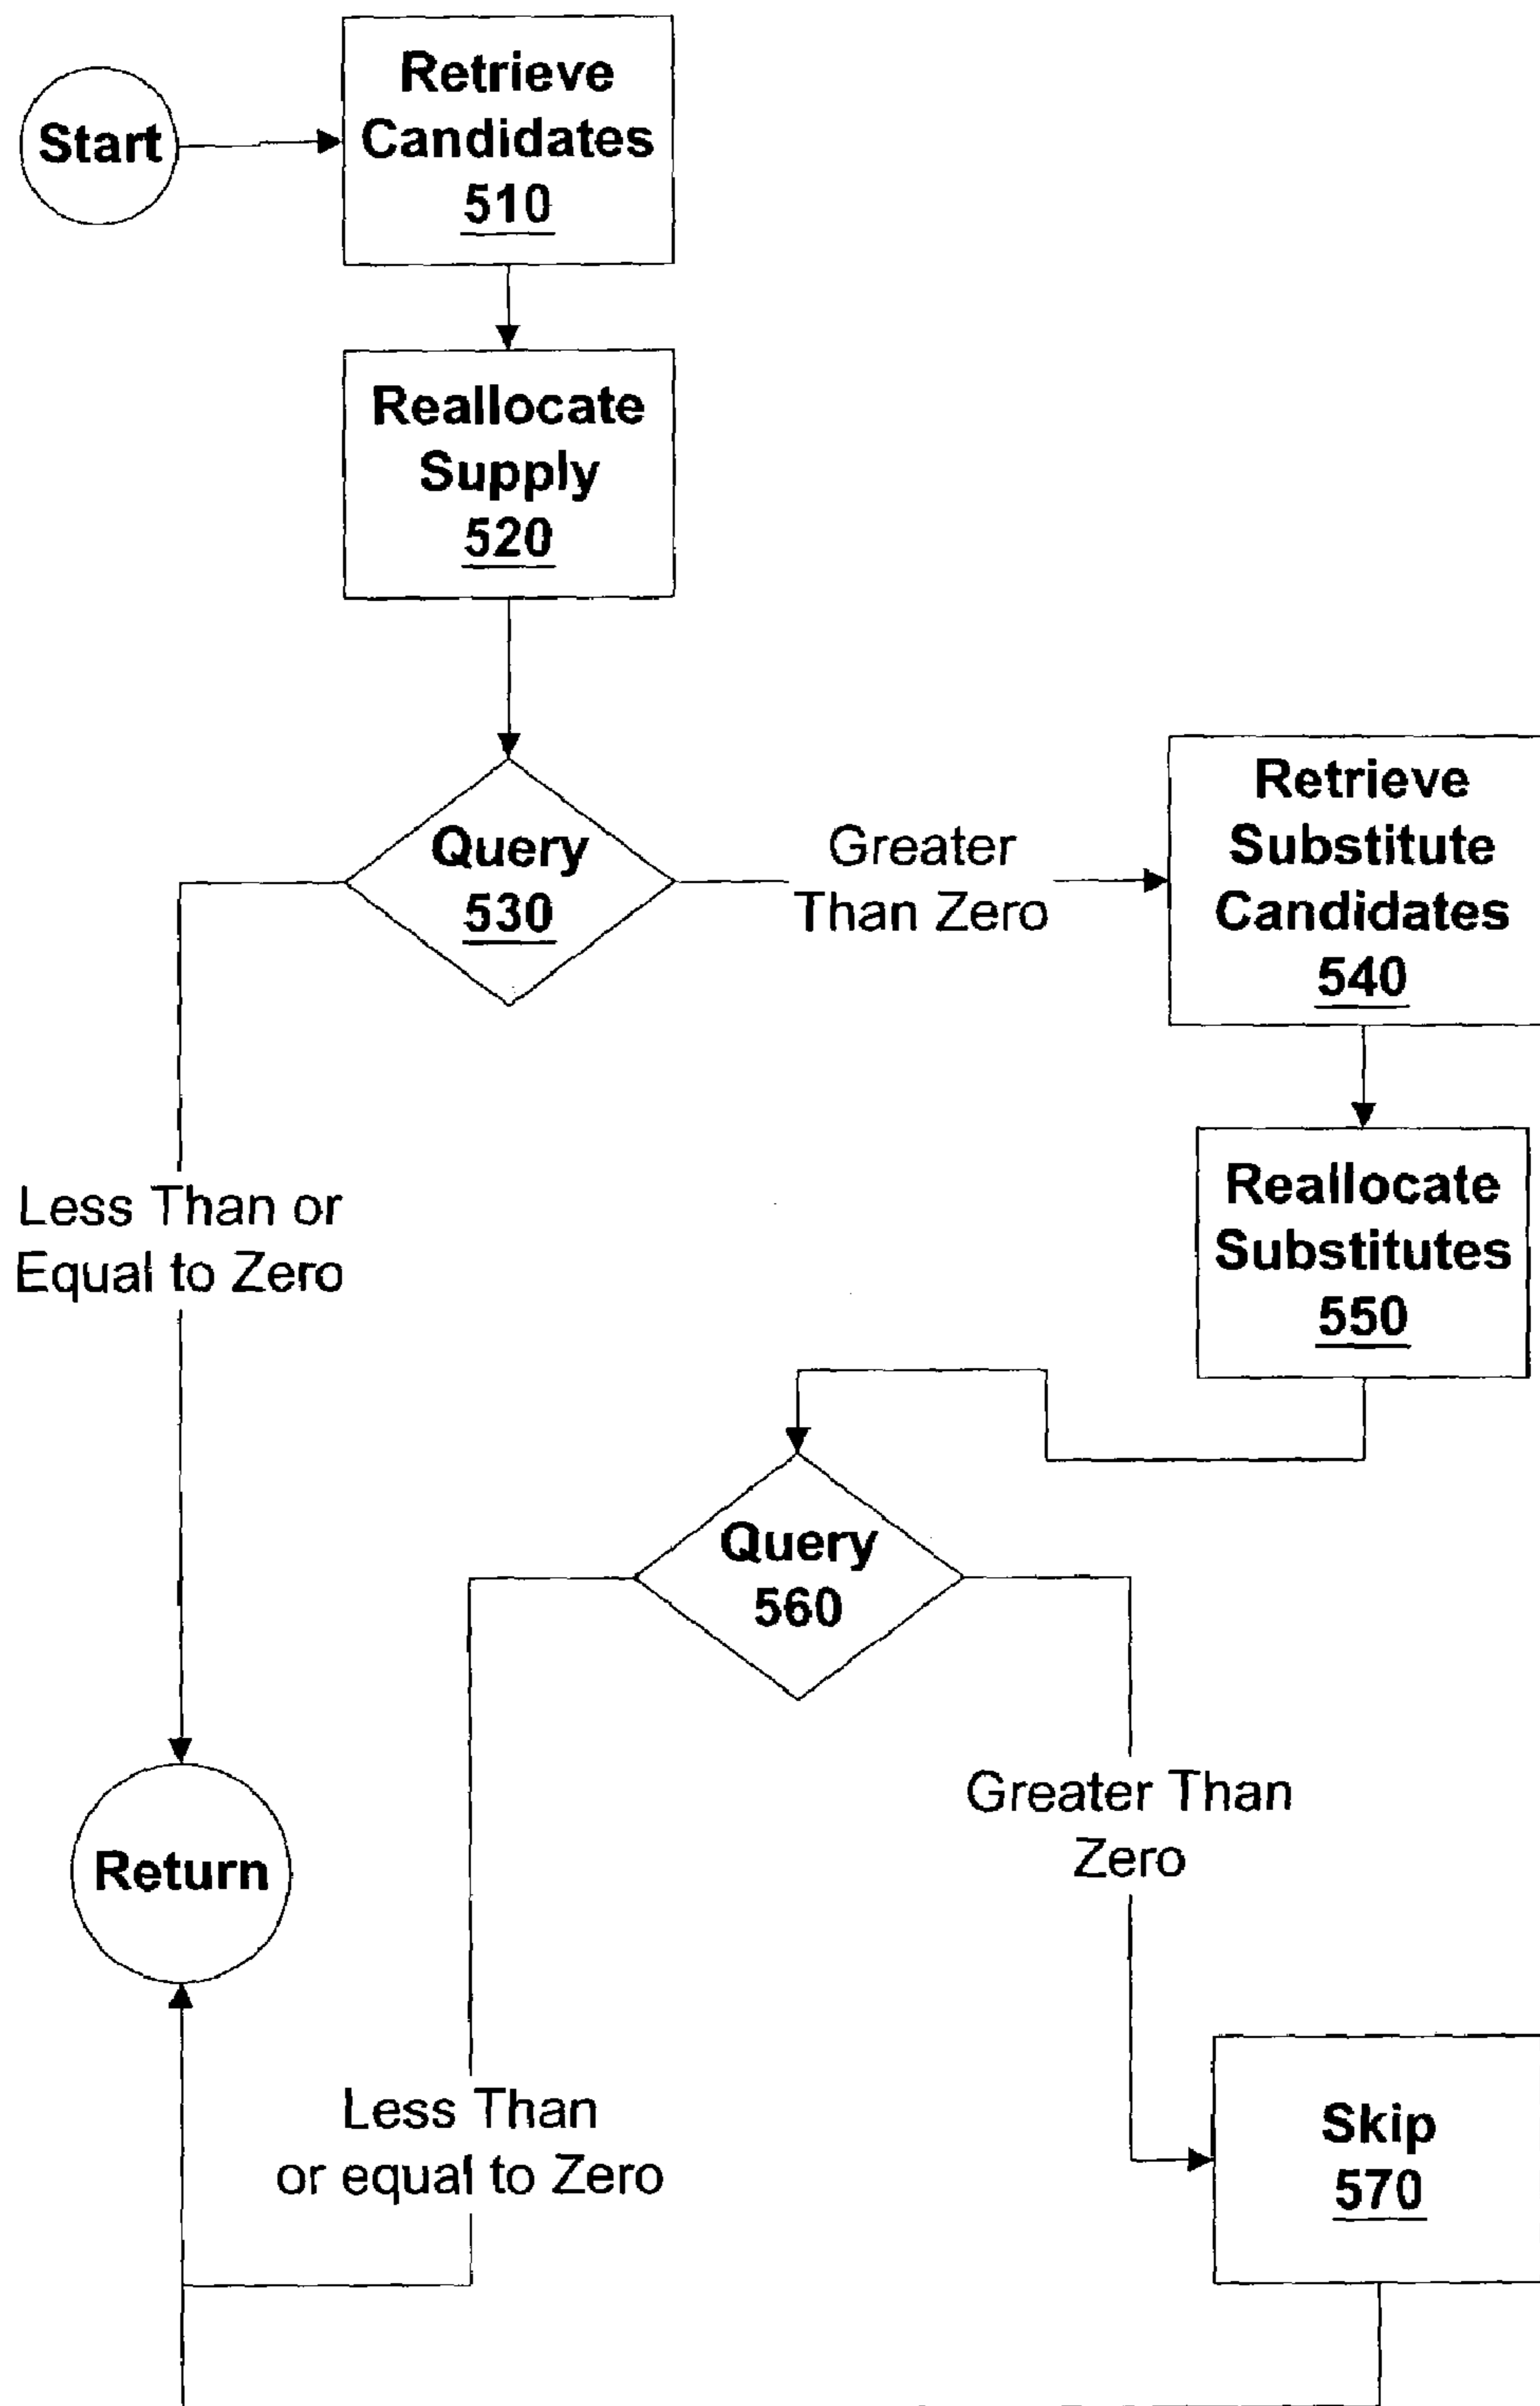 Start
Retrieve
Candidates
510
Reallocate
Supply
520
Query
530
Greater
Than Zero
Retrieve
Substitute
Candidates
540
Less Than or
Equal to Zero
Reallocate
Substitutes
550
Query
560
Greater Than
Zero
Return
Less Than
or equal to Zero
Skip
570